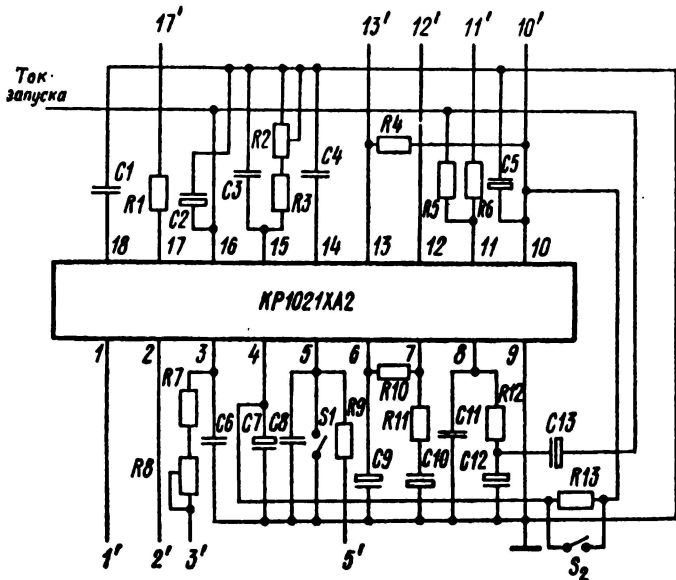 17' 13' 12' 11' 10'
Ток·
запуска
R2 R4
C1 R1 C2 C3 R3 C4 R5 R6 C5
18 17 16 15 14 13 12 11 10
КР1021ХА2
1 2 3 4 5 6 7 8 9
R7 C6 C7 C8 S1 R9 R10 R11 C11 R12 C13
R8 C9 C10 C12 R13
1' 2' 3' 5' S2